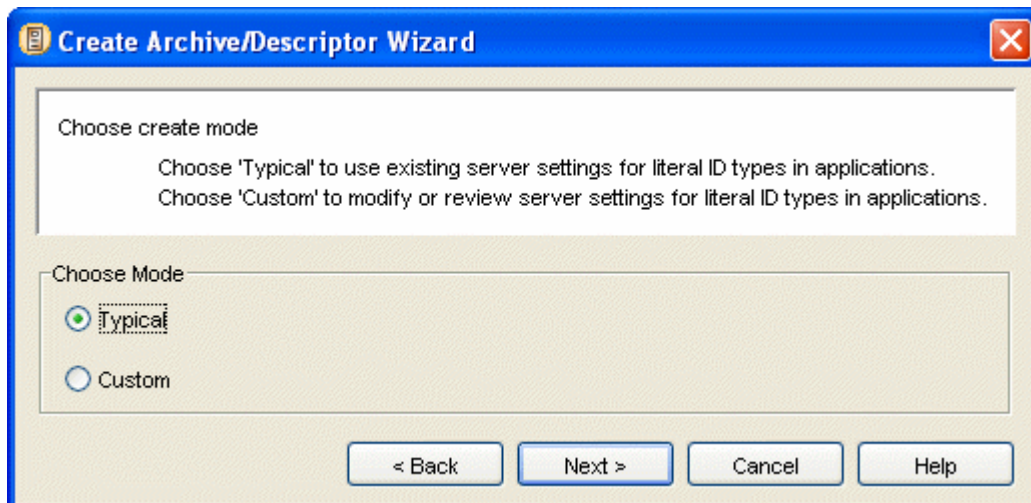 Create Archive/Descriptor Wizard
Choose create mode
Choose 'Typical' to use existing server settings for literal ID types in applications.
Choose 'Custom' to modify or review server settings for literal ID types in applications.
Choose Mode
Typical
Custom
< Back Next > Cancel Help